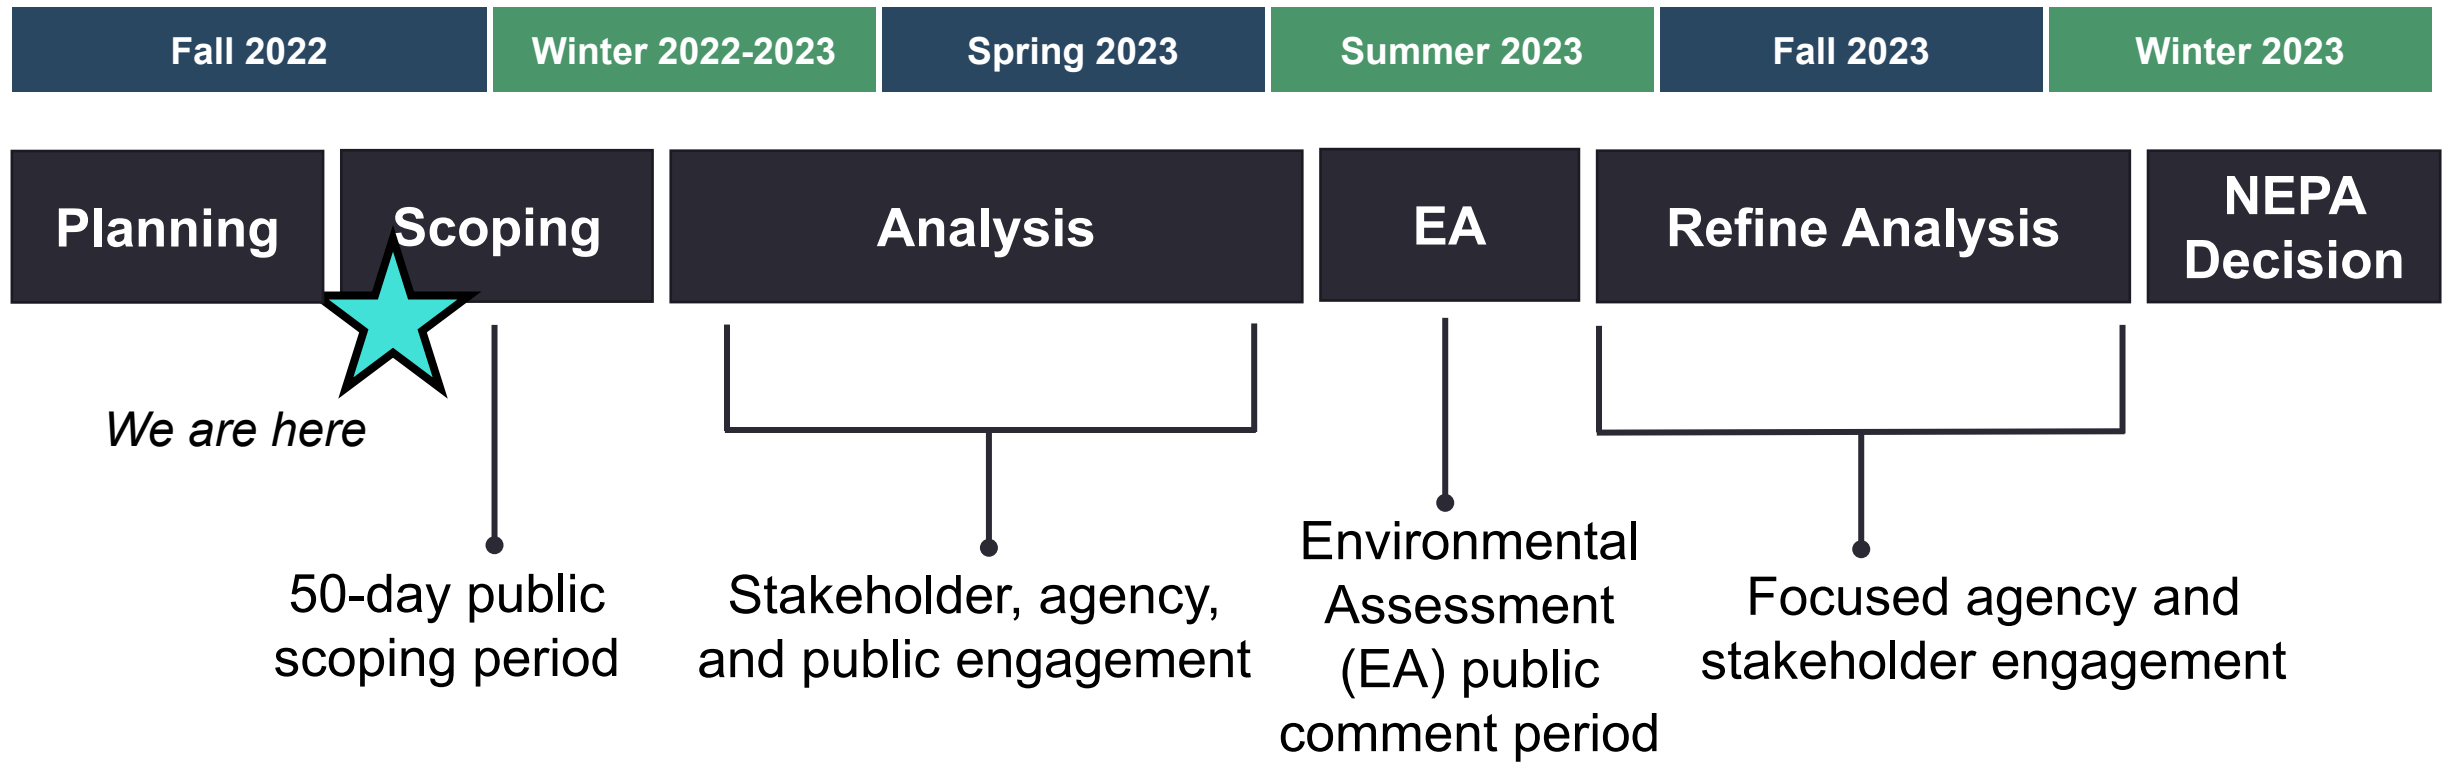 Fall 2022
Winter 2022-2023
Spring 2023
Summer 2023
Fall 2023
Winter 2023
Planning
Scoping
Analysis
EA
Refine Analysis
NEPA
Decision
We are here
50-day public
scoping period
Stakeholder, agency,
and public engagement
Environmental
Assessment
(EA) public
comment period
Focused agency and
stakeholder engagement